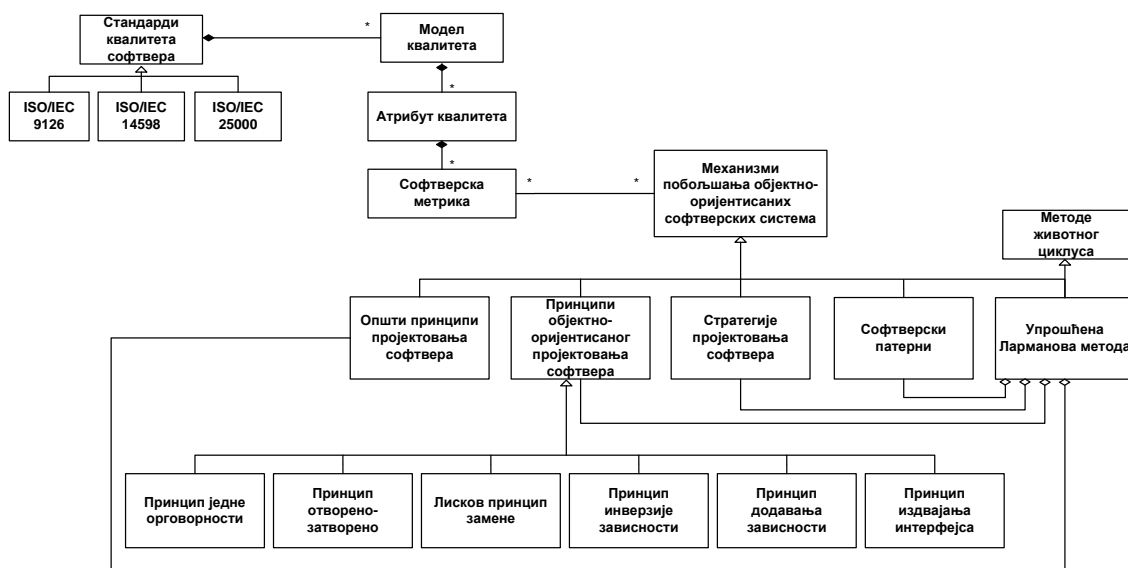 Стандарди
квалитета
софтвера
*
Модел
квалитета
ISO/IEC
9126
ISO/IEC
14598
ISO/IEC
25000
*
Атрибут квалитета
*
Софтверска
метрика
*
*
Механизми
побољшања објектно-
оријентисаних
софтверских система
Методе
животног
циклуса
Општи принципи
пројектовања
софтвера
Принципи
објектно-
оријентисаног
пројектовања
софтвера
Стратегије
пројектовања
софтвера
Софтверски
патерни
Упрошћена
Ларманова метода
Принцип једне
орговорности
Принцип
отворено-
затворено
Лисков принцип
замене
Принцип
инверзије
зависности
Принцип
додавања
зависности
Принцип
издвајања
интерфејса